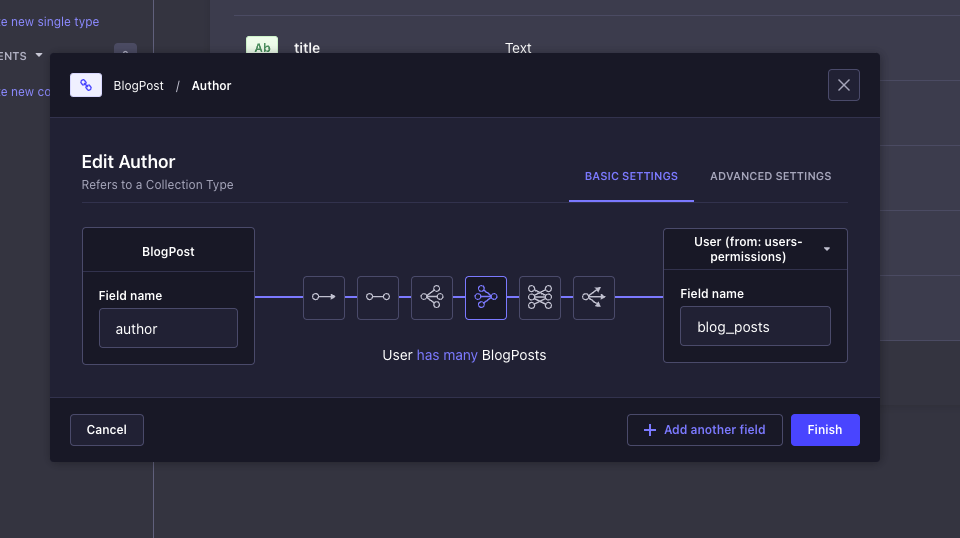 re new single type
ENTS
re new co
Ab title Text
BlogPost / Author
Edit Author
Refers to a Collection Type
BASIC SETTINGS ADVANCED SETTINGS
BlogPost
Field name
author
User (from: users-
permissions)
Field name
blog_posts
User has many BlogPosts
Cancel
Add another field
Finish